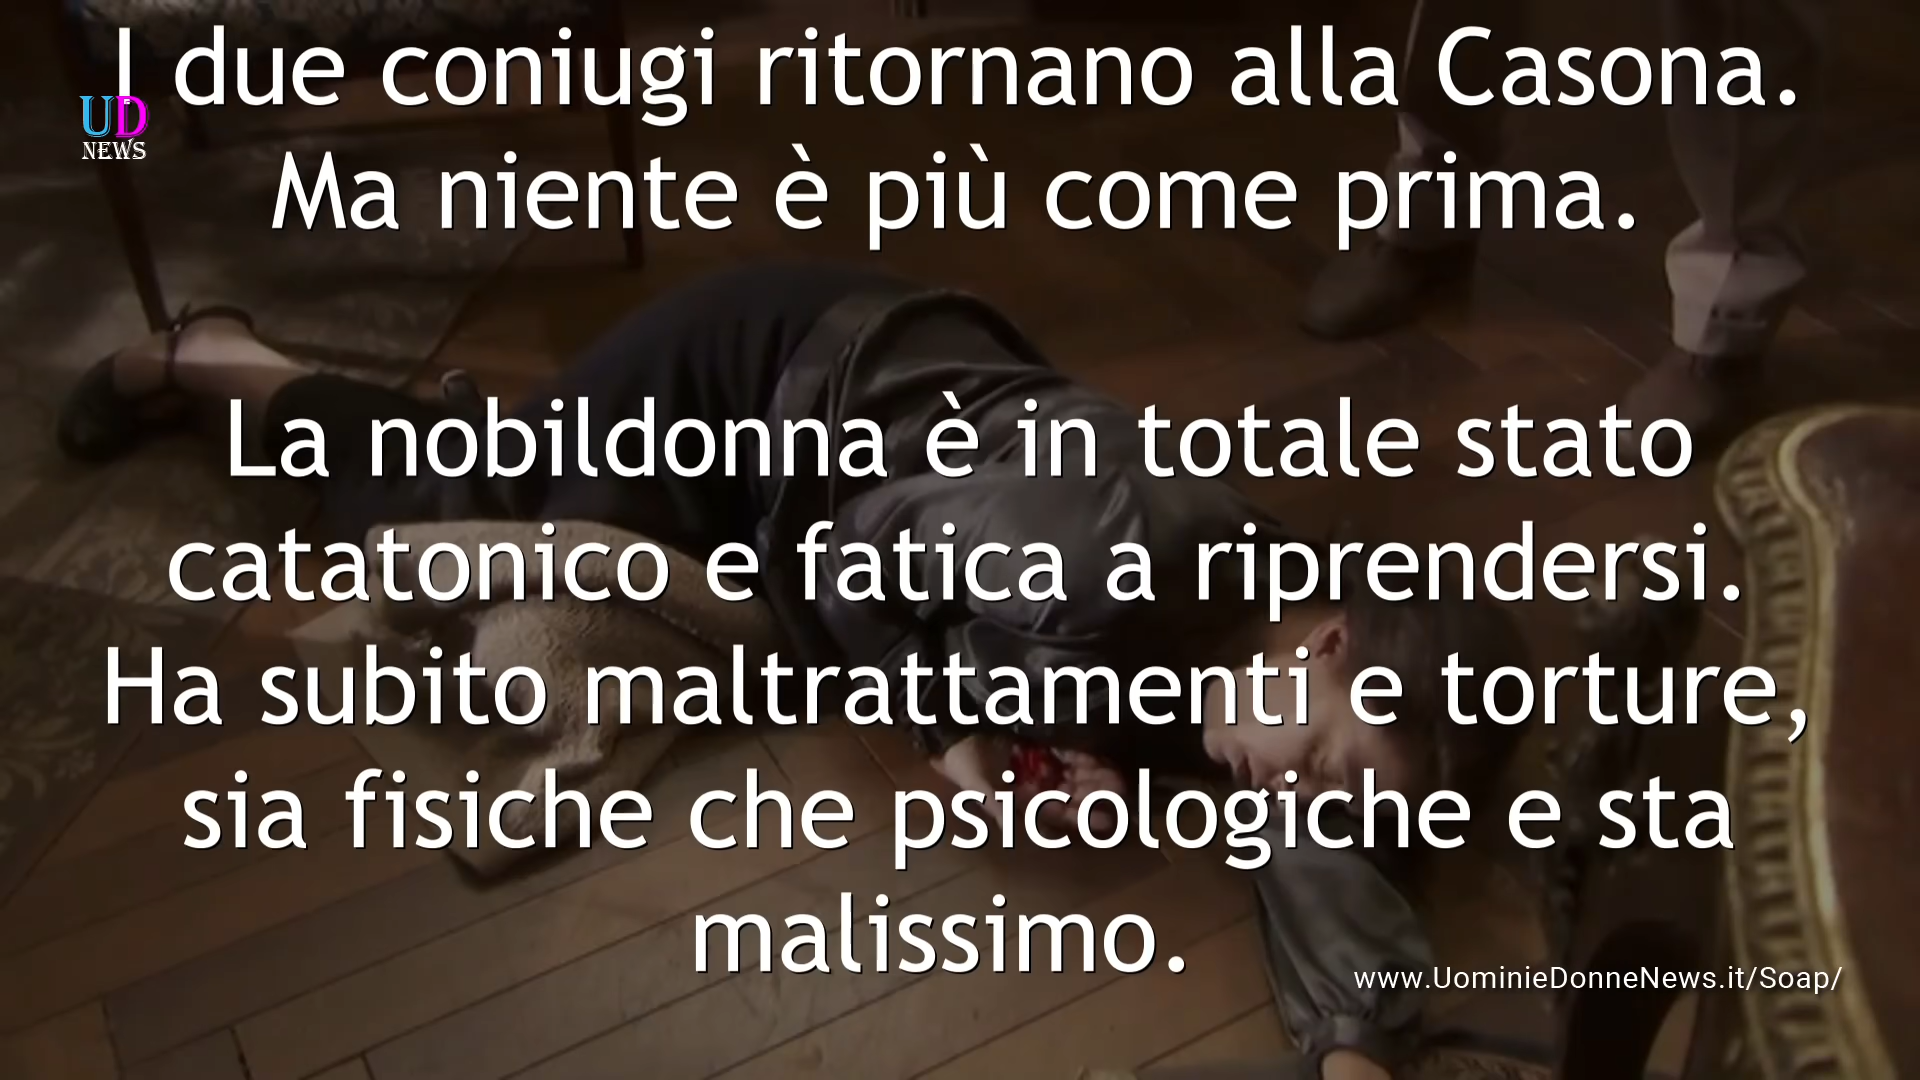 I due coniugi ritornano alla Casona.
UD
NEWS
Ma niente è più come prima.
La nobildonna è in totale stato
catatonico e fatica a riprendersi.
Ha subito maltrattamenti e torture,
sia fisiche che psicologiche e sta
malissimo.
www.UominieDonneNews.it/Soap/